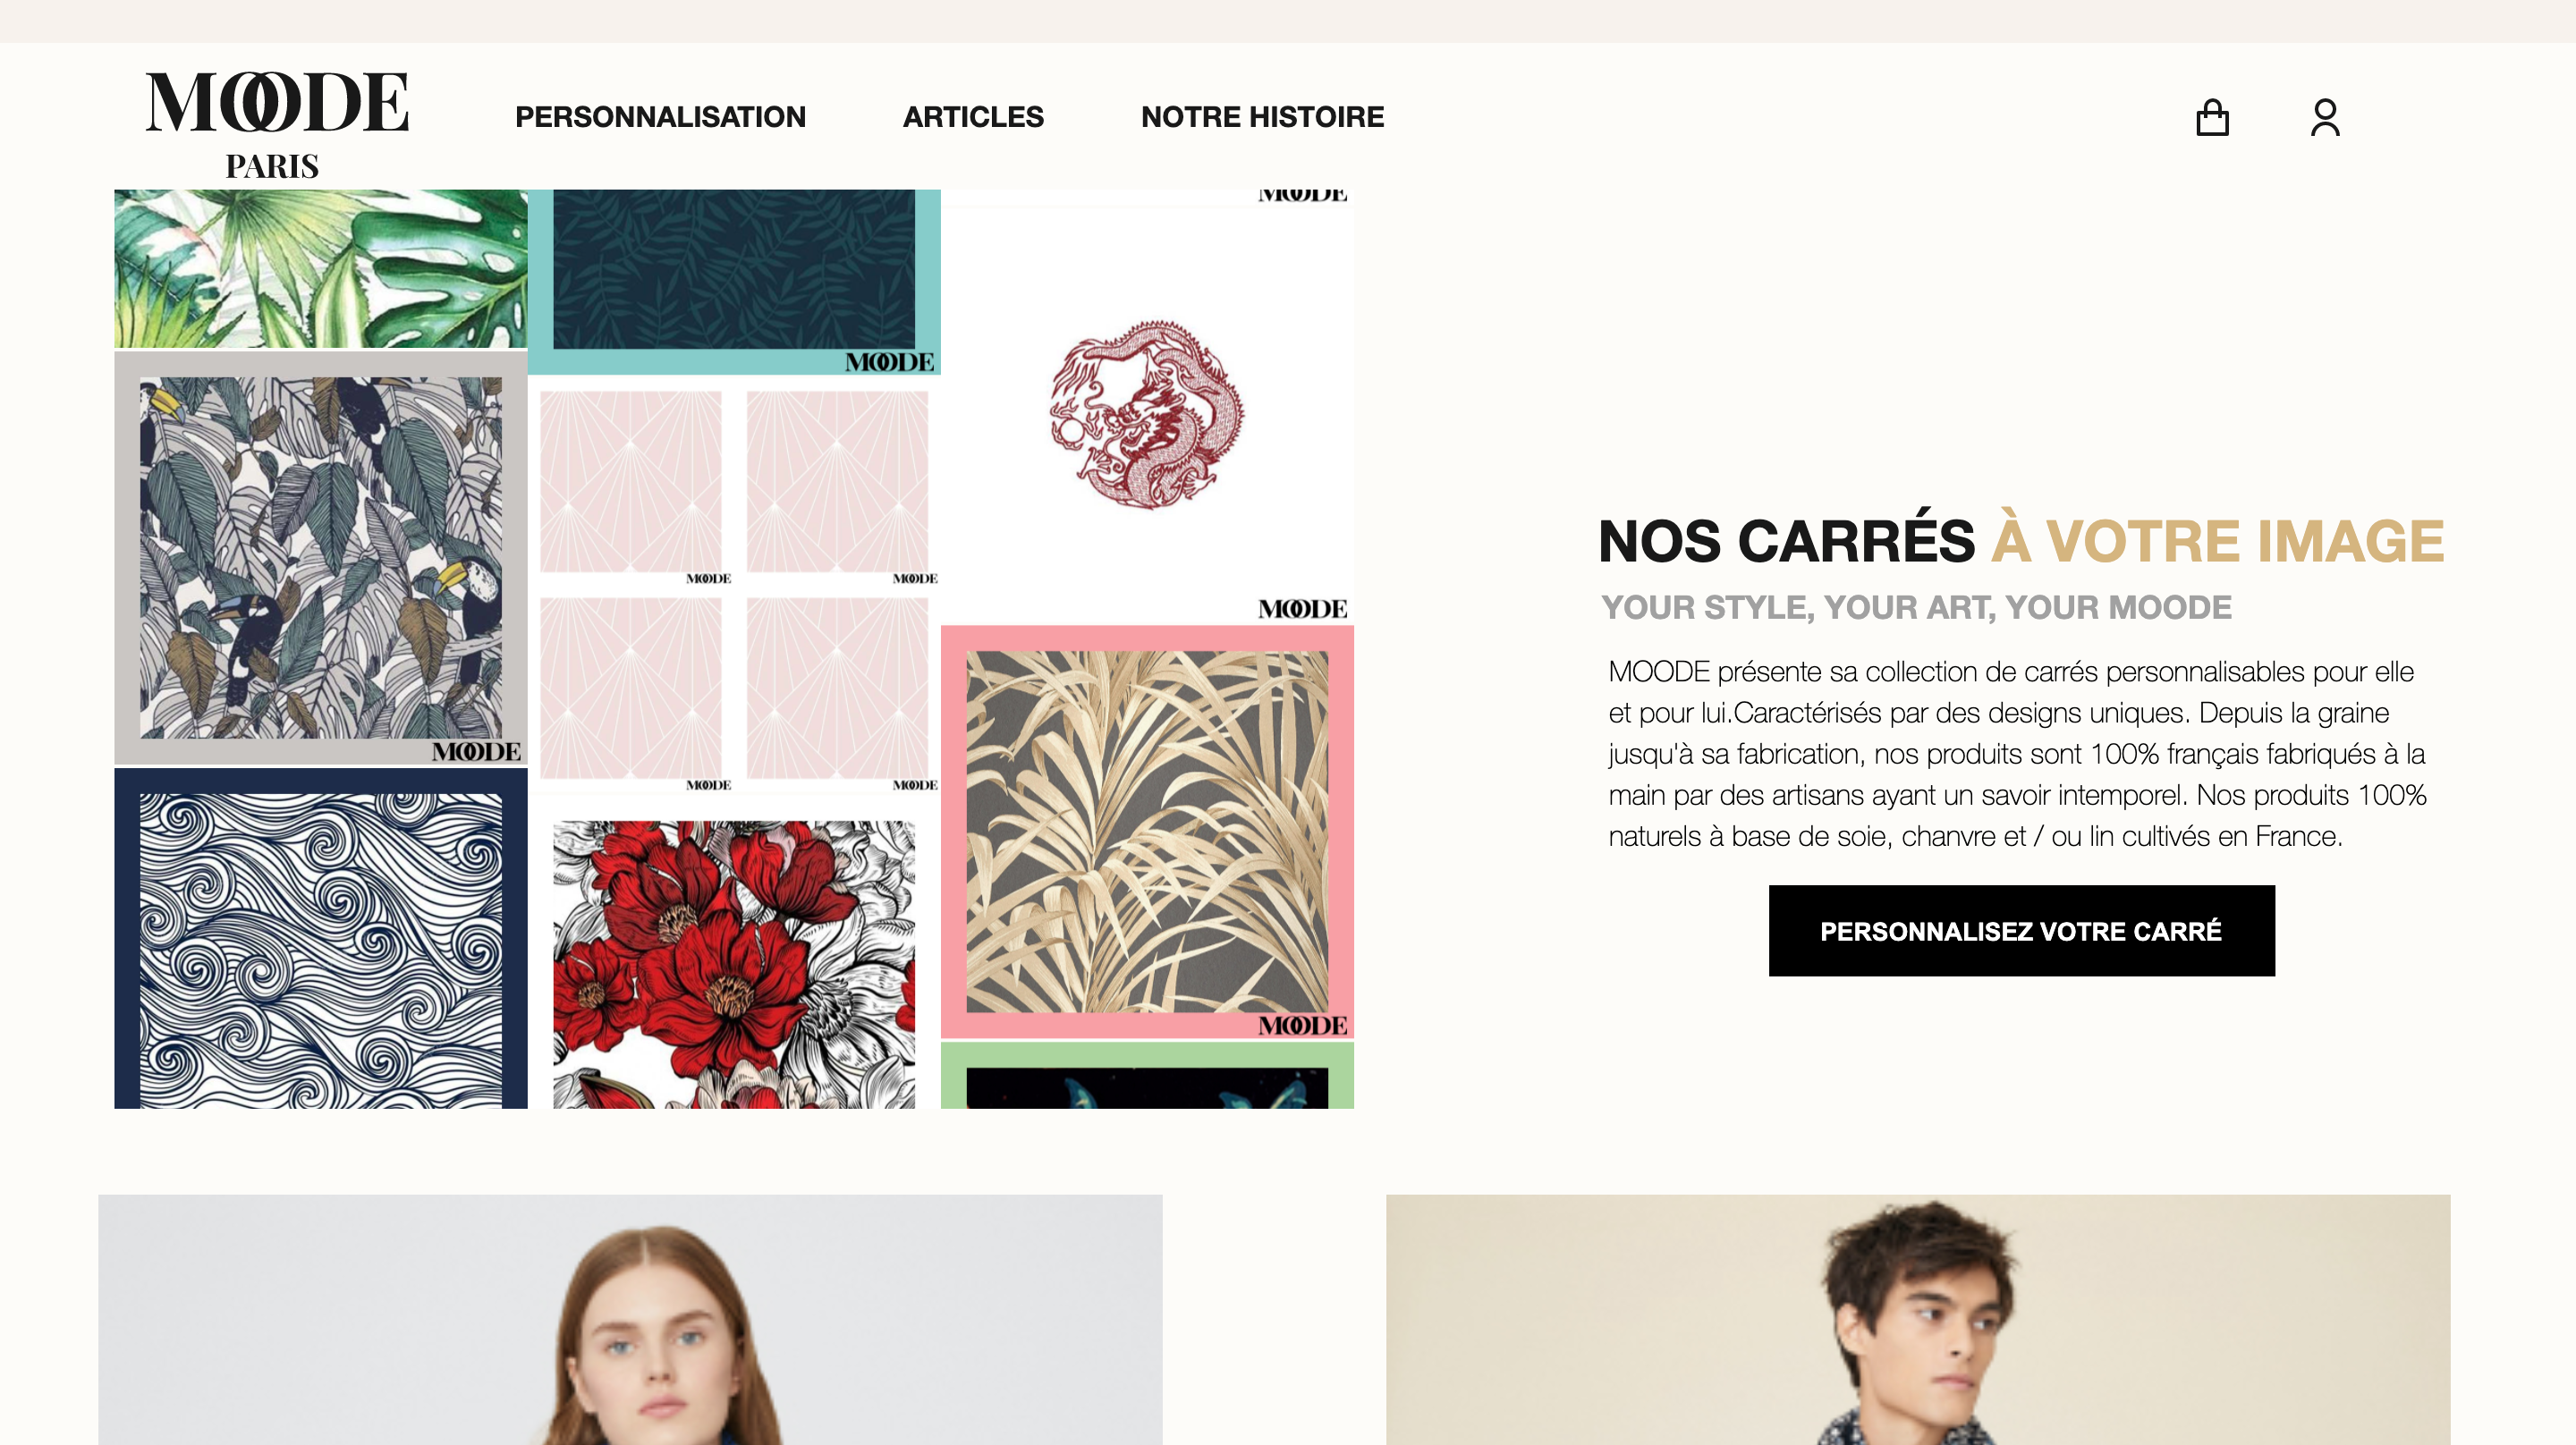 MOODE
PARIS
PERSONNALISATION
ARTICLES
NOTRE HISTOIRE
MOODE
MOODE
MOODE
MOODE
MOODE
MOODE
MOODE
MOODE
MOODE
NOS CARRÉS À VOTRE IMAGE
YOUR STYLE, YOUR ART, YOUR MOODE
MOODE présente sa collection de carrés personnalisables pour elle
et pour lui.Caractérisés par des designs uniques. Depuis la graine
jusqu'à sa fabrication, nos produits sont 100% français fabriqués à la
main par des artisans ayant un savoir intemporel. Nos produits 100%
naturels à base de soie, chanvre et / ou lin cultivés en France.
PERSONNALISEZ VOTRE CARRÉ